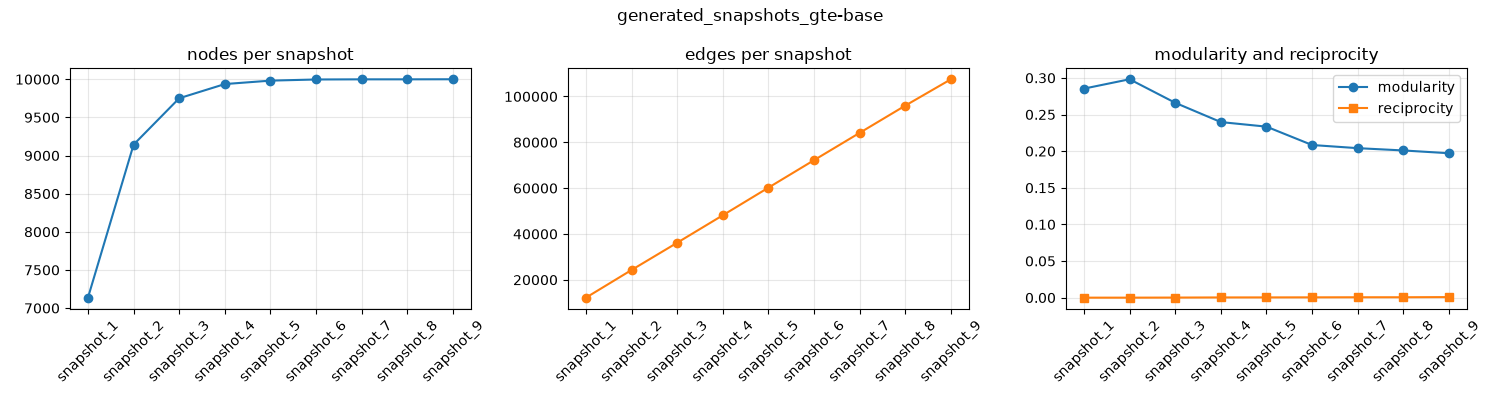 generated_snapshots_gte-base
nodes per snapshot
10000
9500
9000
8500
8000
7500
7000
snapshot_1
snapshot_2
snapshot_3
snapshot_4
snapshot_5
snapshot_6
snapshot_7
snapshot_8
snapshot_9
edges per snapshot
100000
80000
60000
40000
20000
snapshot_1
snapshot_2
snapshot_3
snapshot_4
snapshot_5
snapshot_6
snapshot_7
snapshot_8
snapshot_9
modularity and reciprocity
0.30
0.25
0.20
0.15
0.10
0.05
0.00
modularity
reciprocity
snapshot_1
snapshot_2
snapshot_3
snapshot_4
snapshot_5
snapshot_6
snapshot_7
snapshot_8
snapshot_9